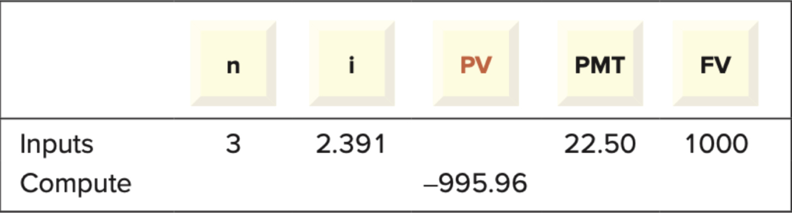 n i PV PMT FV
Inputs 3 2.391 22.50 1000
Compute –995.96